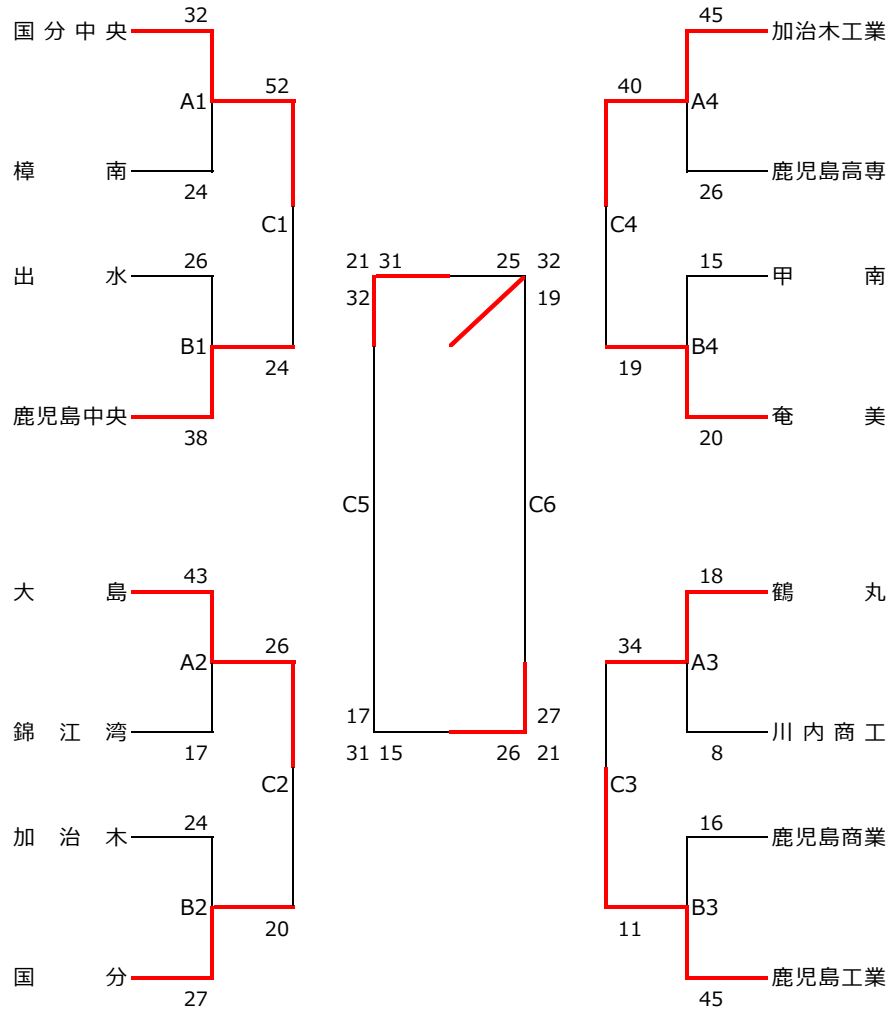 32 45
国分中央 加治木工業
52 40
A1 A4
樟南 鹿児島高専
24 26
C1 C4
出水 26 21 31 25 32 15 甲南
32 19
B1 24 19 B4
鹿児島中央 奄美
38 20
C5 C6
43 18
大島 鶴丸
26 34
A2 A3
17 27
錦江湾 川内商工
17 31 15 26 21 8
C2 C3
24 16
加治木 鹿児島商業
B2 B3
20 11
国分 鹿児島工業
27 45